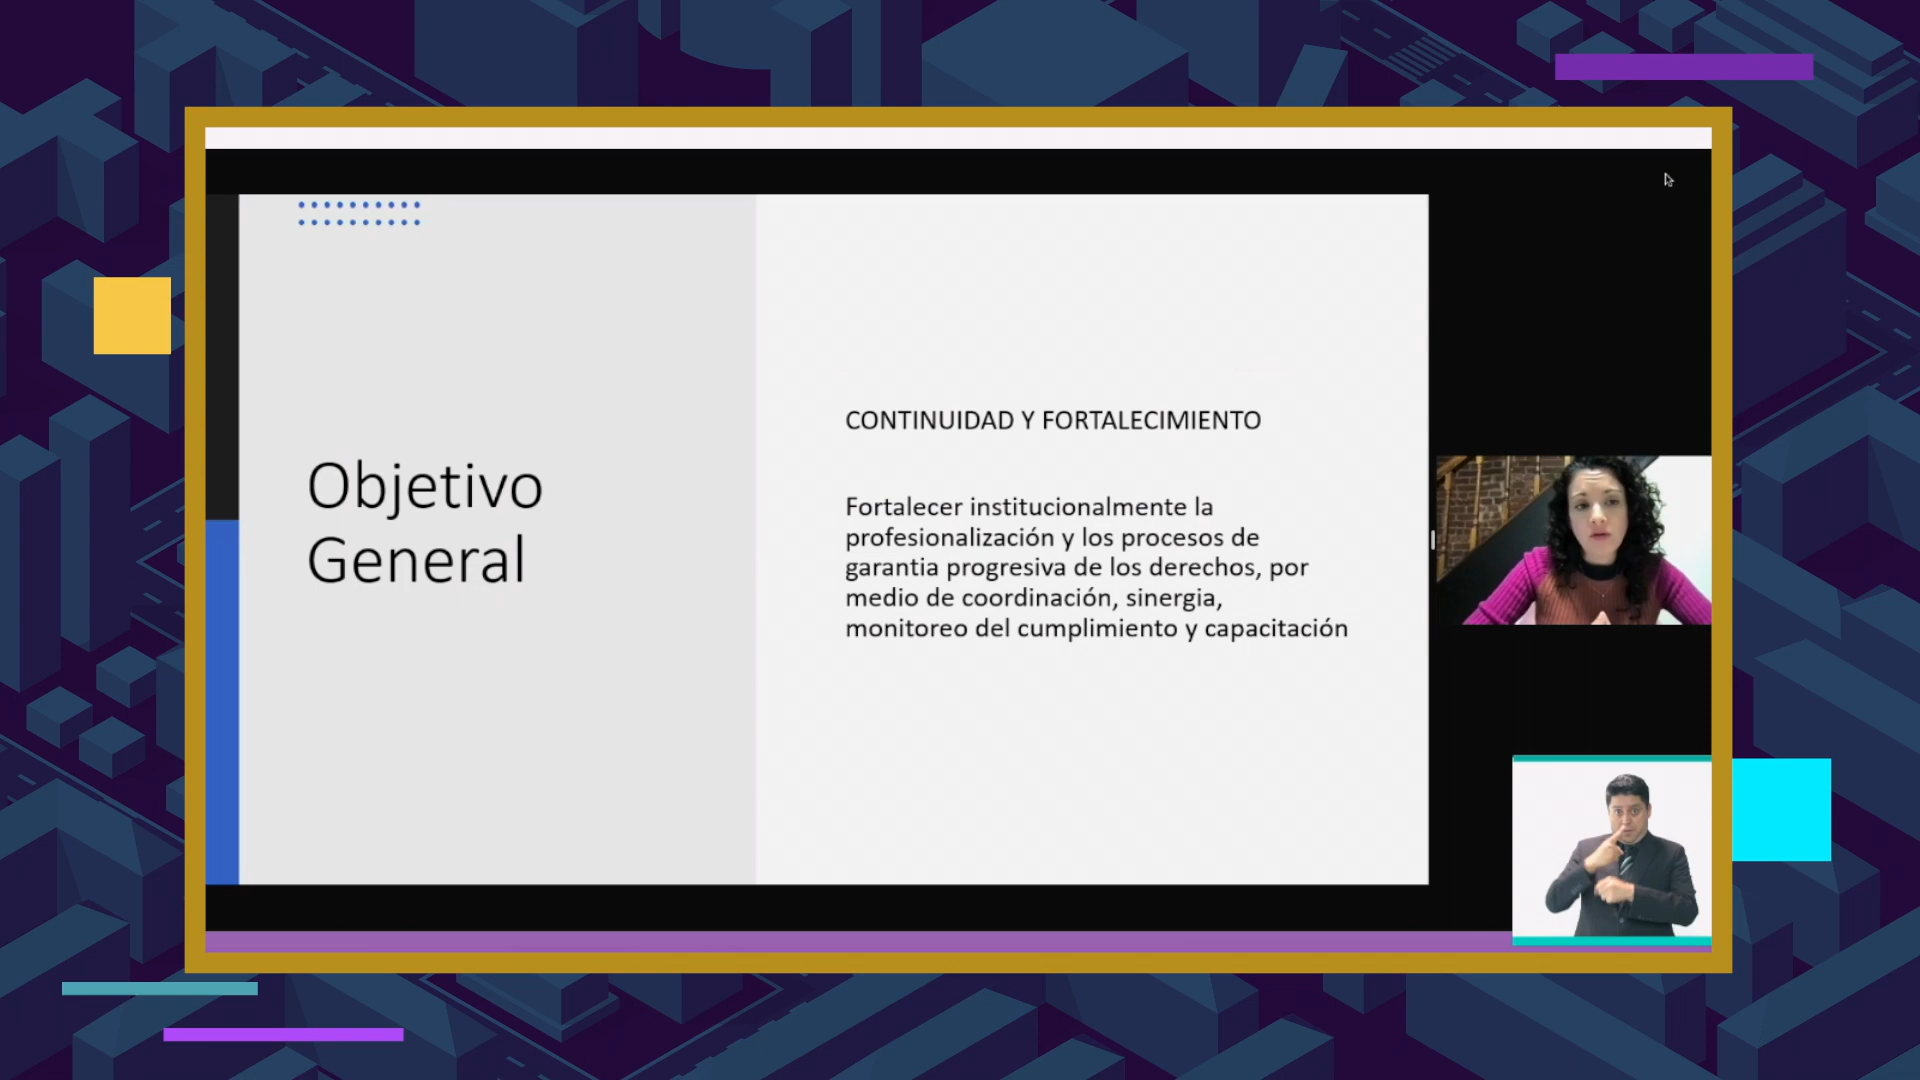 Objetivo
General
CONTINUIDAD Y FORTALECIMIENTO
Fortalecer institucionalmente la
profesionalización y los procesos de
garantia progresiva de los derechos, por
medio de coordinación, sinergia,
monitoreo del cumplimiento y capacitación